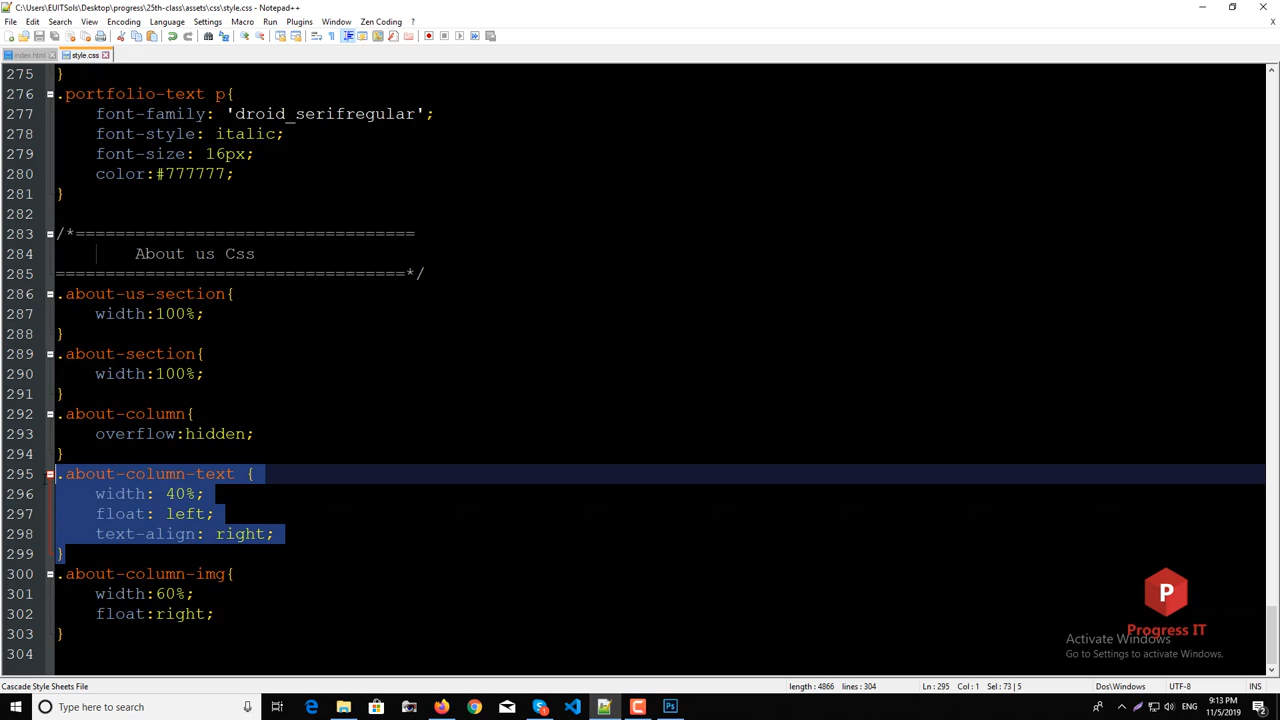 C:\Users\EUITSols\Desktop\progress\25th-class\assets\css\style.css - Notepad++
File Edit Search View Encoding Language Settings Macro Run Plugins Window Zen Coding ?
index.html style.css
275 }
276 .portfolio-text p{
277 font-family: 'droid_serifregular';
278 font-style: italic;
279 font-size: 16px;
280 color:#777777;
281 }
282
283 /*==================================
284 About us Css
285 ===================================*/
286 .about-us-section{
287 width:100%;
288 }
289 .about-section{
290 width:100%;
291 }
292 .about-column{
293 overflow:hidden;
294 }
295 .about-column-text {
296 width: 40%;
297 float: left;
298 text-align: right;
299 }
300 .about-column-img{
301 width:60%;
302 float:right;
303 }
304
P
Progress IT
Activate Windows
Go to Settings to activate Windows.
Cascade Style Sheets File length : 4866 lines : 304 Ln : 295 Col : 1 Sel : 73 | 5 Dos\Windows UTF-8 INS
Type here to search
ENG
9:13 PM
11/5/2019